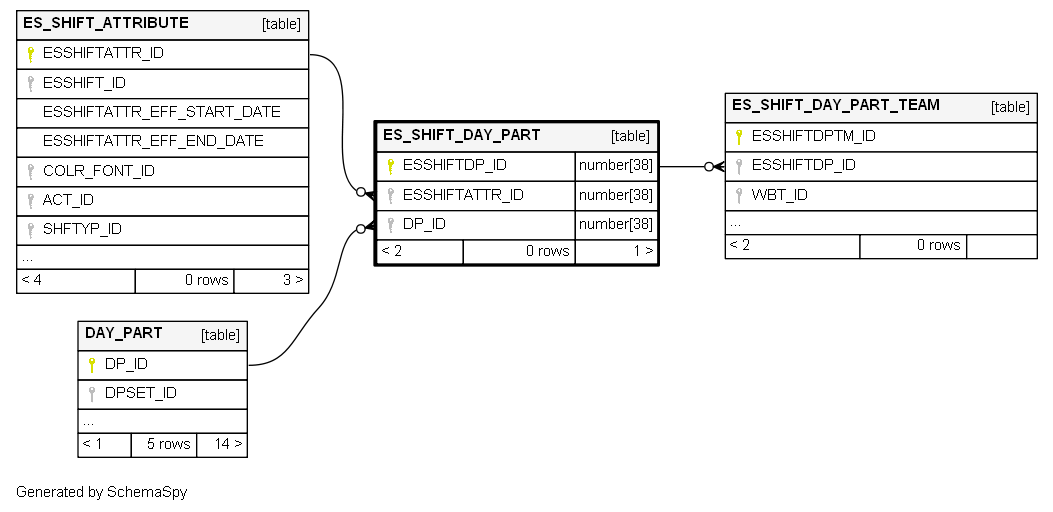 ES_SHIFT_ATTRIBUTE [table]
ESSHIFTATTR_ID
ESSHIFT_ID
ESSHIFTATTR_EFF_START_DATE
ESSHIFTATTR_EFF_END_DATE
COLR_FONT_ID
ACT_ID
SHFTYP_ID
...
< 4 0 rows 3 >
DAY_PART [table]
DP_ID
DPSET_ID
...
< 1 5 rows 14 >
ES_SHIFT_DAY_PART [table]
ESSHIFTDP_ID number[38]
ESSHIFTATTR_ID number[38]
DP_ID number[38]
< 2 0 rows 1 >
ES_SHIFT_DAY_PART_TEAM [table]
ESSHIFTDPTM_ID
ESSHIFTDP_ID
WBT_ID
...
< 2 0 rows
Generated by SchemaSpy